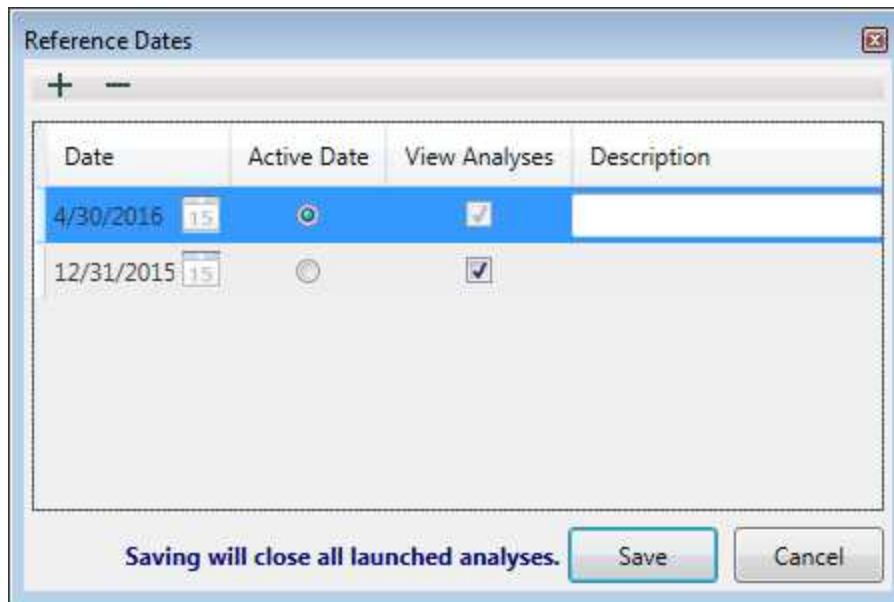 Reference Dates
Date Active Date View Analyses Description
4/30/2016 15
12/31/2015 15
Saving will close all launched analyses. Save Cancel